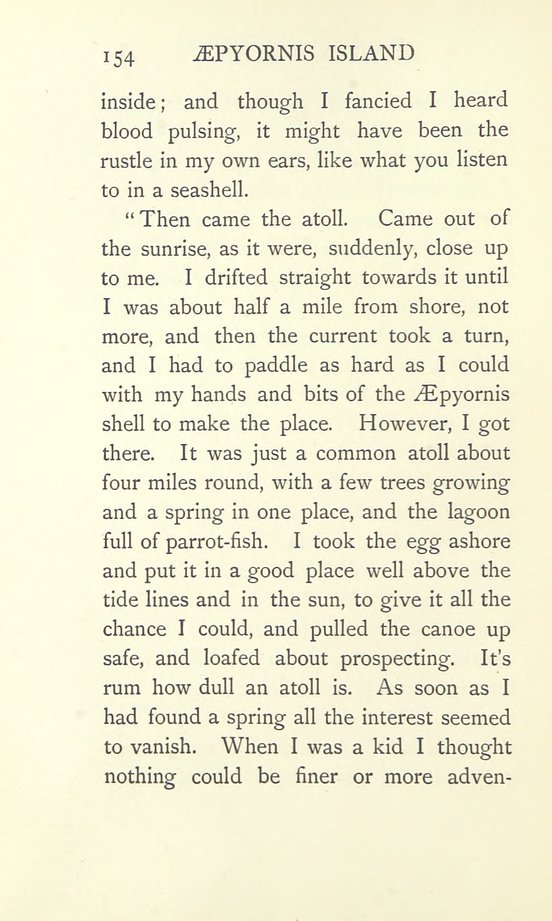 154 ÆPYORNIS ISLAND
inside; and though I fancied I heard
blood pulsing, it might have been the
rustle in my own ears, like what you listen
to in a seashell.
"Then came the atoll. Came out of
the sunrise, as it were, suddenly, close up
to me. I drifted straight towards it until
I was about half a mile from shore, not
more, and then the current took a turn,
and I had to paddle as hard as I could
with my hands and bits of the Æpyornis
shell to make the place. However, I got
there. It was just a common atoll about
four miles round, with a few trees growing
and a spring in one place, and the lagoon
full of parrot-fish. I took the egg ashore
and put it in a good place well above the
tide lines and in the sun, to give it all the
chance I could, and pulled the canoe up
safe, and loafed about prospecting. It's
rum how dull an atoll is. As soon as I
had found a spring all the interest seemed
to vanish. When I was a kid I thought
nothing could be finer or more adven-